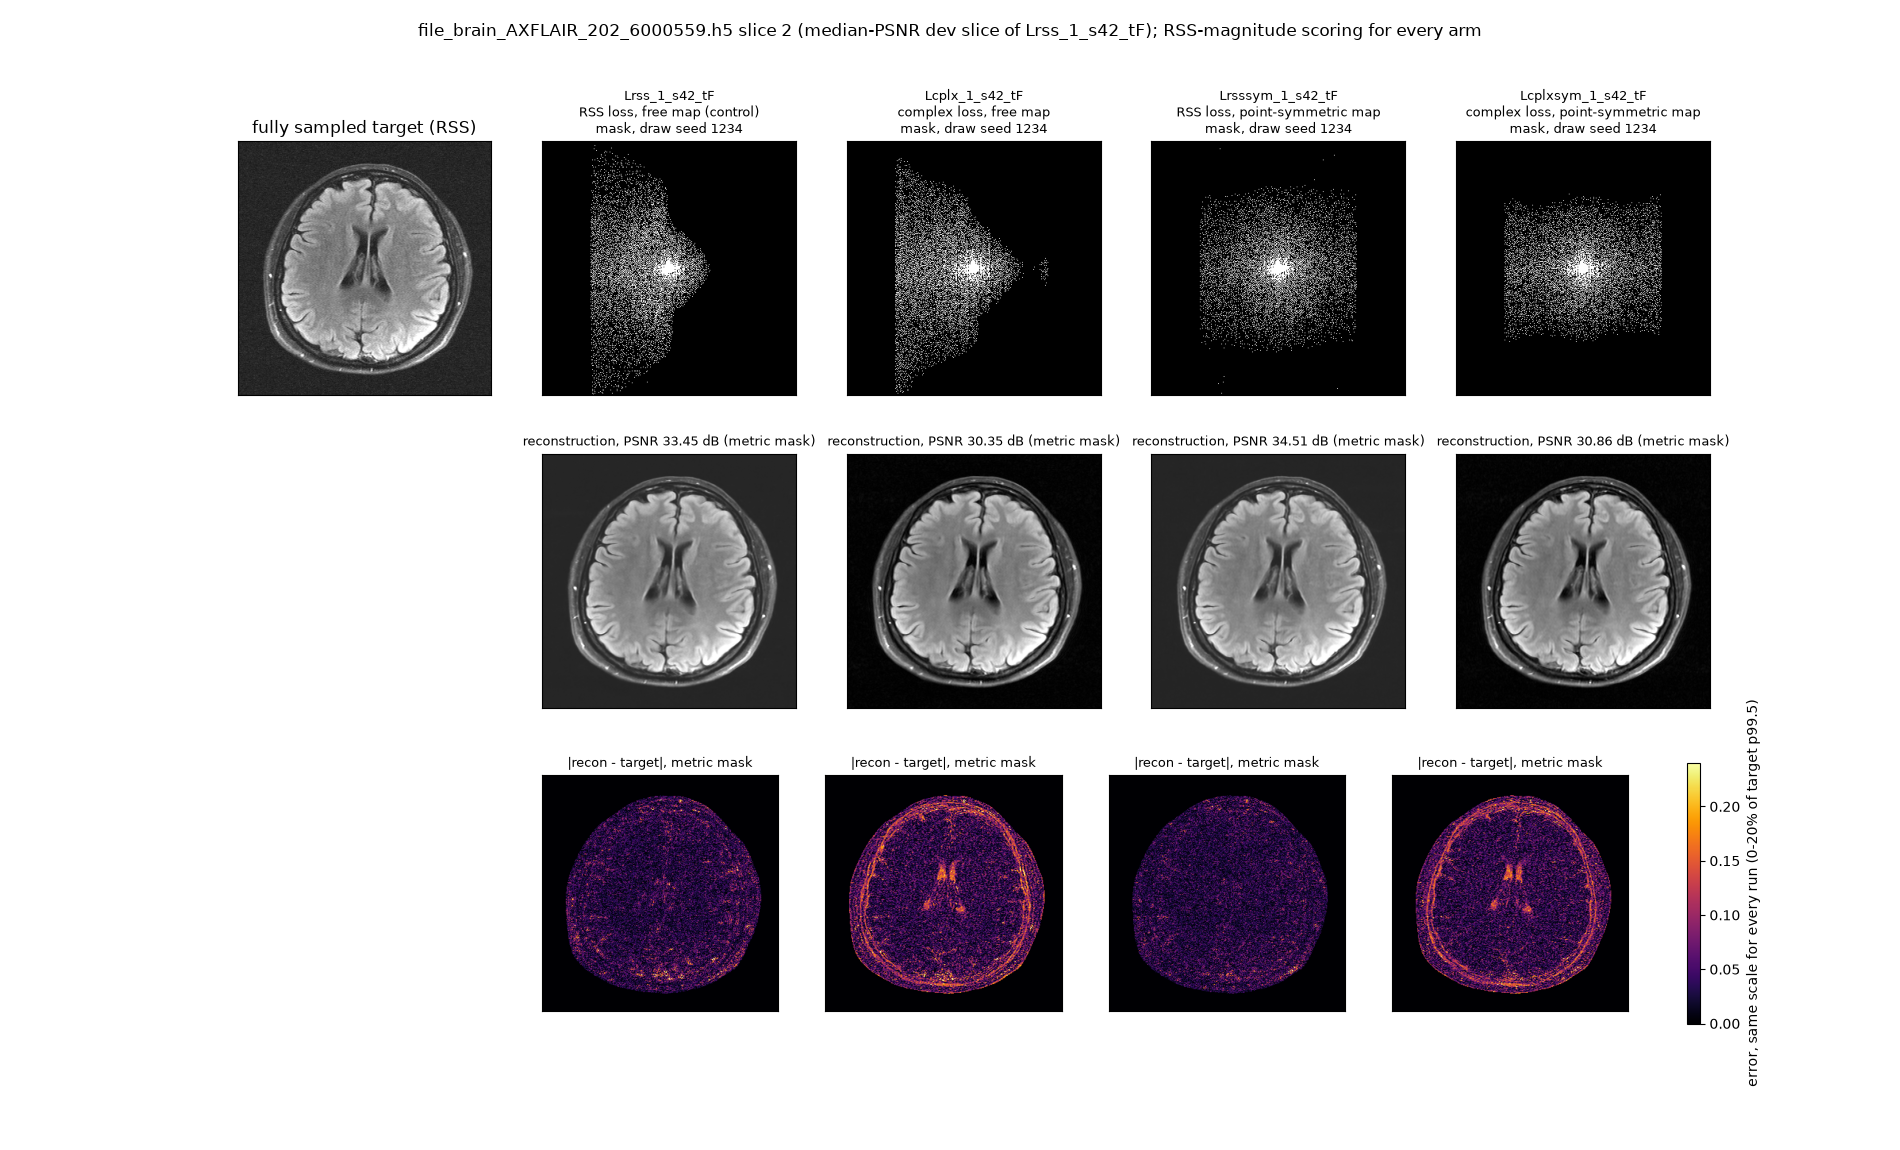 file_brain_AXFLAIR_202_6000559.h5 slice 2 (median-PSNR dev slice of Lrss_1_s42_tF); RSS-magnitude scoring for every arm
fully sampled target (RSS)
Lrss_1_s42_tF
RSS loss, free map (control)
mask, draw seed 1234
Lcplx_1_s42_tF
complex loss, free map
mask, draw seed 1234
Lrsssym_1_s42_tF
RSS loss, point-symmetric map
mask, draw seed 1234
Lcplxsym_1_s42_tF
complex loss, point-symmetric map
mask, draw seed 1234
reconstruction, PSNR 33.45 dB (metric mask)
reconstruction, PSNR 30.35 dB (metric mask)
reconstruction, PSNR 34.51 dB (metric mask)
reconstruction, PSNR 30.86 dB (metric mask)
|recon - target|, metric mask
|recon - target|, metric mask
|recon - target|, metric mask
|recon - target|, metric mask
0.20
0.15
0.10
0.05
0.00
error, same scale for every run (0-20% of target p99.5)